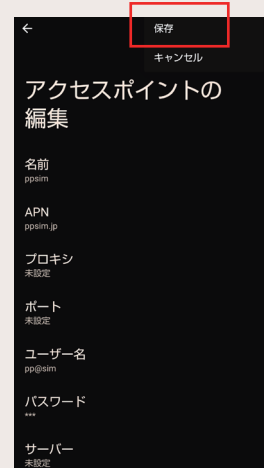 保存
キャンセル
アクセスポイントの
編集
名前
ppsim
APN
ppsim.jp
プロキシ
未設定
ポート
未設定
ユーザー名
pp@sim
パスワード
***
サーバー
未設定